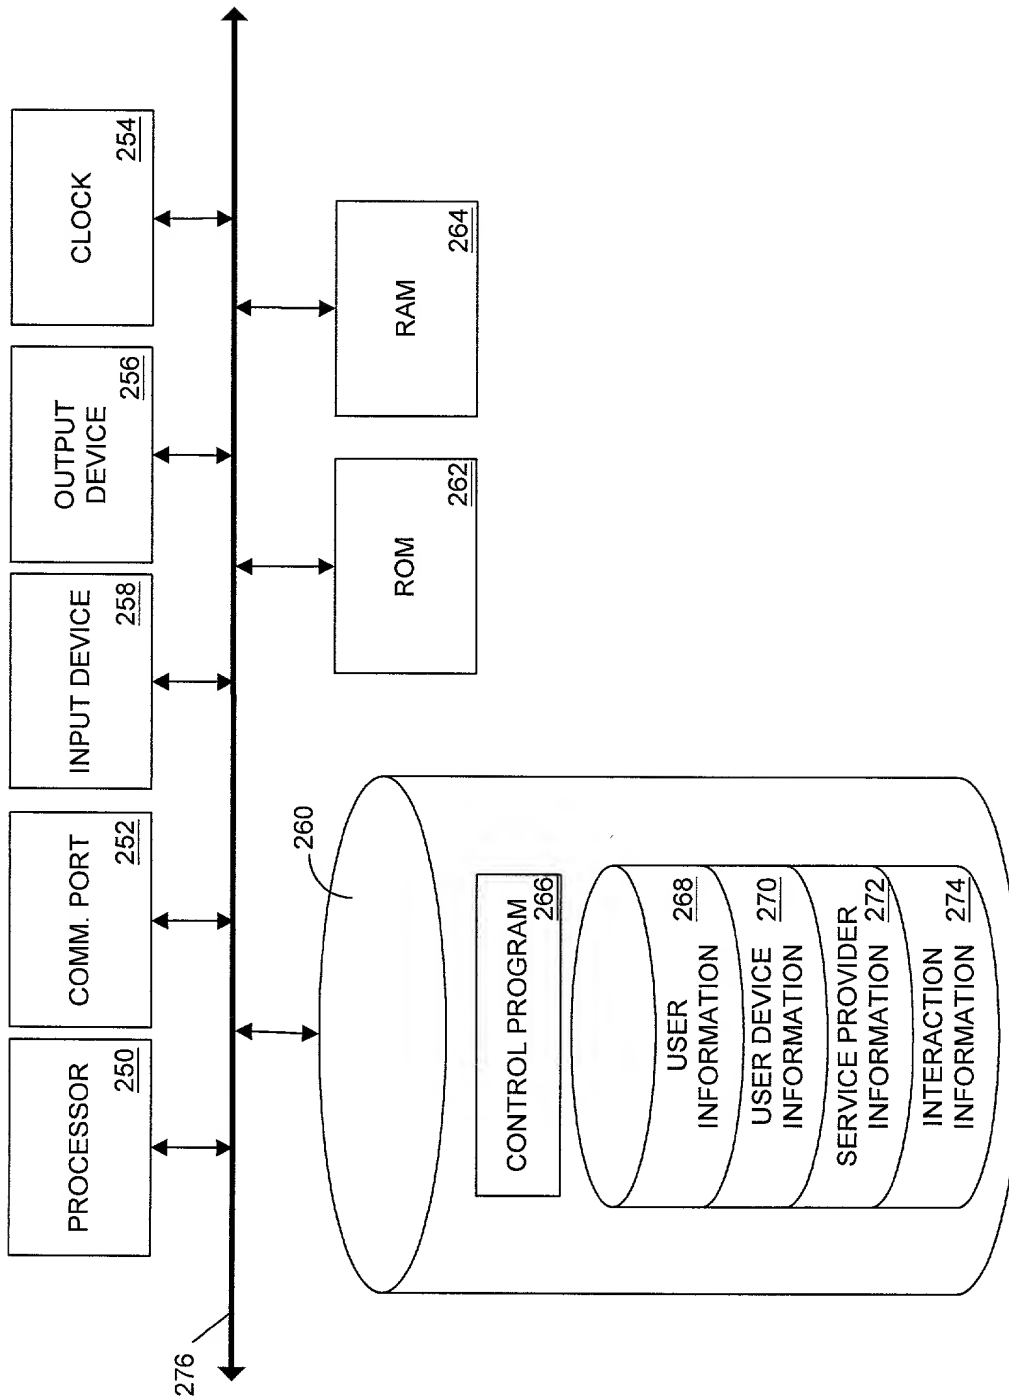 PROCESSOR
250
COMM. PORT
252
INPUT DEVICE
258
OUTPUT
DEVICE
256
CLOCK
254
276
260
ROM
262
RAM
264
CONTROL PROGRAM
266
USER
INFORMATION
268
USER DEVICE
INFORMATION
270
SERVICE PROVIDER
INFORMATION
272
INTERACTION
INFORMATION
274